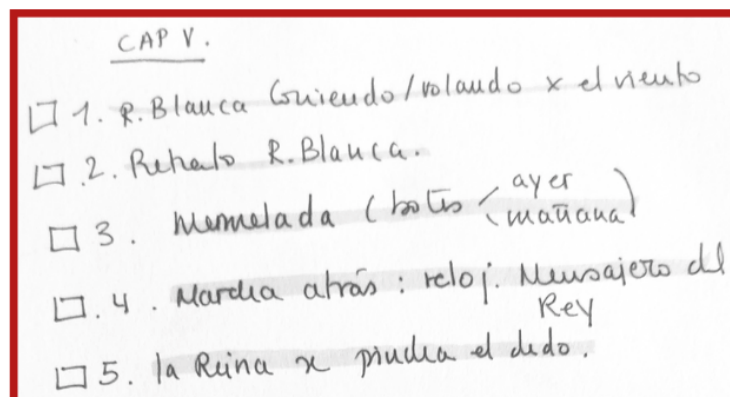 CAP V.
1. R. Blanca Corriendo/volando x el viento
2. Retrato R. Blanca.
3. Mermelada (botes ayer
mañana)
4. Marcha atrás: reloj. Mensajero del
Rey
5. la Reina se pincha el dedo.